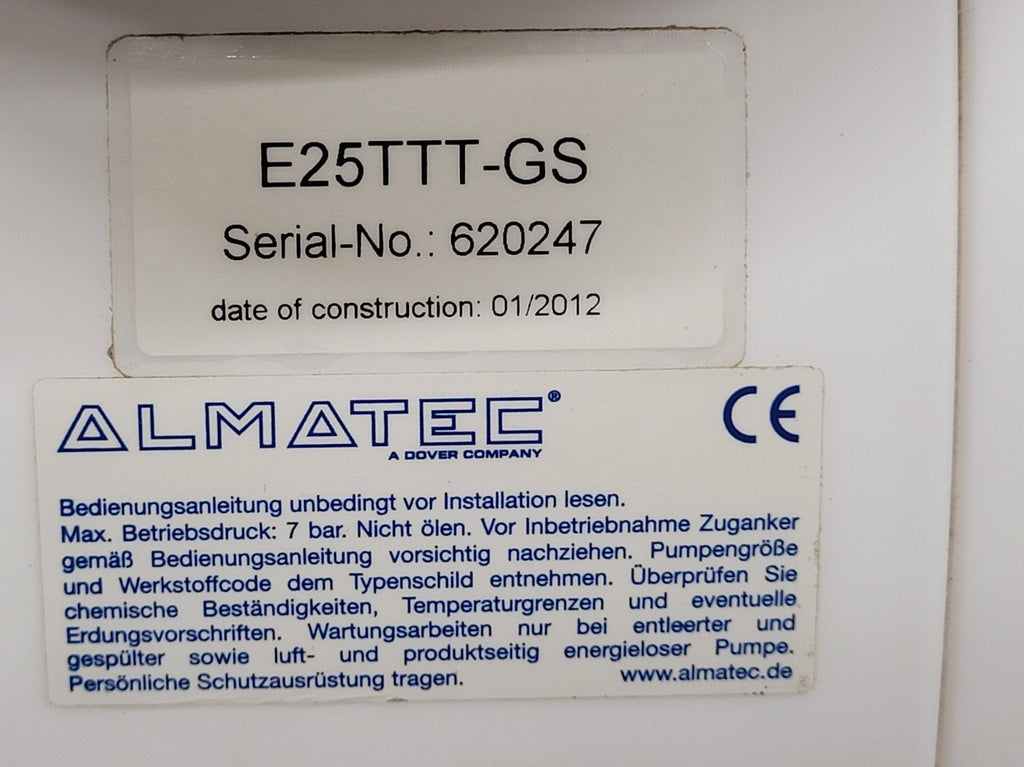 E25TTT-GS
Serial-No.: 620247
date of construction: 01/2012
ALMATEC®
A DOVER COMPANY
CE
Bedienungsanleitung unbedingt vor Installation lesen.
Max. Betriebsdruck: 7 bar. Nicht ölen. Vor Inbetriebnahme Zuganker
gemäß Bedienungsanleitung vorsichtig nachziehen. Pumpengröße
und Werkstoffcode dem Typenschild entnehmen. Überprüfen Sie
chemische Beständigkeiten, Temperaturgrenzen und eventuelle
Erdungsvorschriften. Wartungsarbeiten nur bei entleerter und
gespülter sowie luft- und produktseitig energieloser Pumpe.
Persönliche Schutzausrüstung tragen. www.almatec.de